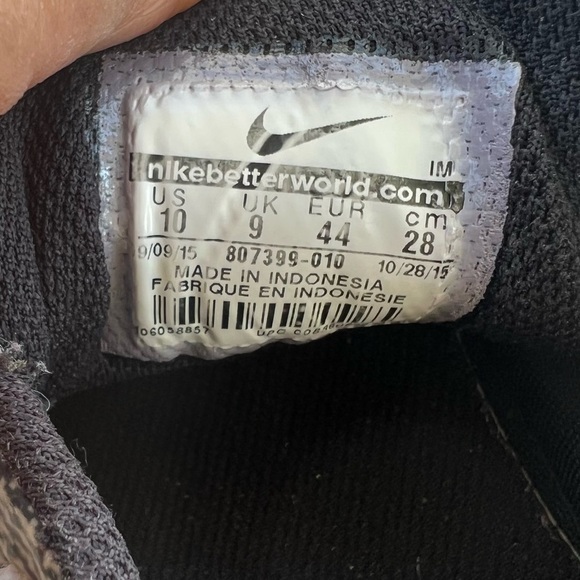 IM
nikebetterworld.com
US UK EUR cm
10 9 44 28
9/09/15 807399-010 10/28/15
MADE IN INDONESIA
FABRIQUE EN INDONESIE
UPC